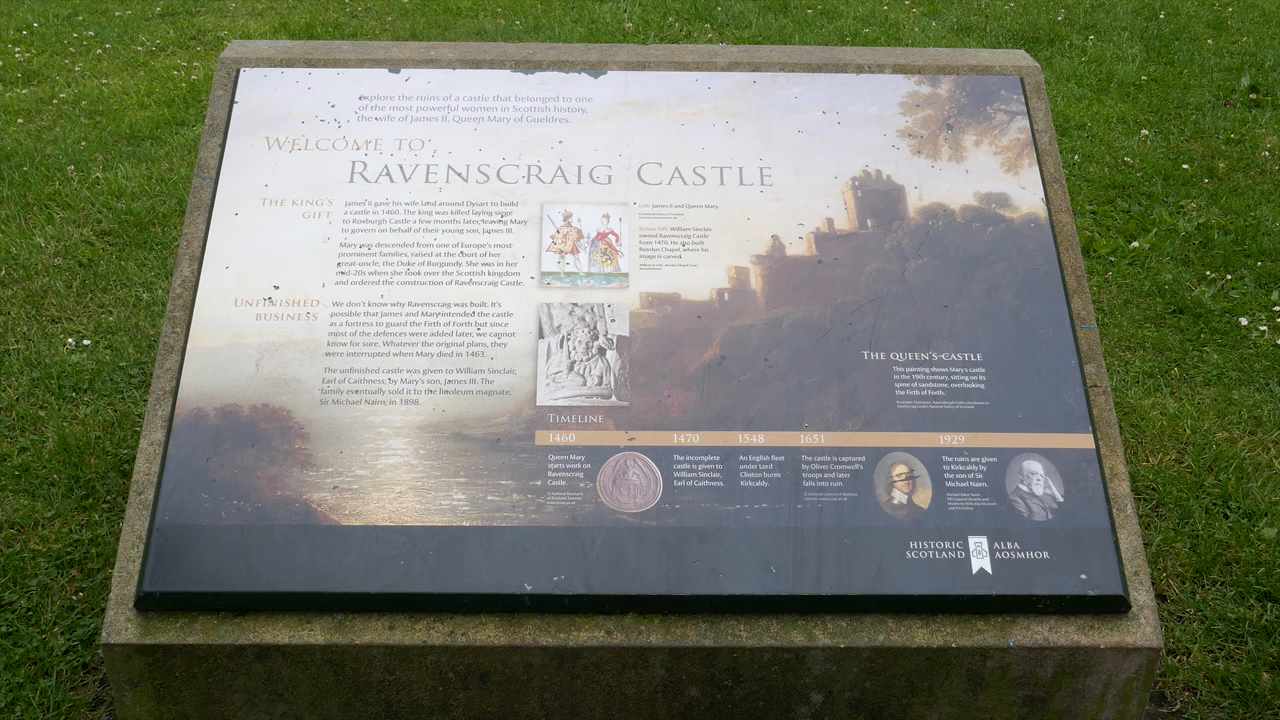 Explore the ruins of a castle that belonged to one
of the most powerful women in Scottish history,
the wife of James II, Queen Mary of Gueldres.
WELCOME TO
RAVENSCRAIG CASTLE
THE KING'S
GIFT
James II gave his wife land around Dysart to build
a castle in 1460. The king was killed laying siege
to Roxburgh Castle a few months later, leaving Mary
to govern on behalf of their young son, James III.
Mary was descended from one of Europe's most
prominent families, raised at the court of her
great-uncle, the Duke of Burgundy. She was in her
mid-20s when she took over the Scottish kingdom
and ordered the construction of Ravenscraig Castle.
UNFINISHED
BUSINESS
We don't know why Ravenscraig was built. It's
possible that James and Mary intended the castle
as a fortress to guard the Firth of Forth but since
most of the defences were added later, we cannot
know for sure. Whatever the original plans, they
were interrupted when Mary died in 1463.
The unfinished castle was given to William Sinclair,
Earl of Caithness, by Mary's son, James III. The
family eventually sold it to the linoleum magnate,
Sir Michael Nairn, in 1898.
Left: James II and Queen Mary.
Below left: William Sinclair
owned Ravenscraig Castle
from 1470. He also built
Rosslyn Chapel, where his
image is carved.
THE QUEEN'S CASTLE
This painting shows Mary's castle
in the 19th century, sitting on its
spine of sandstone, overlooking
the Firth of Forth.
TIMELINE
1460
Queen Mary
starts work on
Ravenscraig
Castle.
1470
The incomplete
castle is given to
William Sinclair,
Earl of Caithness.
1548
An English fleet
under Lord
Clinton burns
Kirkcaldy.
1651
The castle is captured
by Oliver Cromwell's
troops and later
falls into ruin.
1929
The ruins are given
to Kirkcaldy by
the son of Sir
Michael Nairn.
HISTORIC
SCOTLAND
ALBA
AOSMHOR